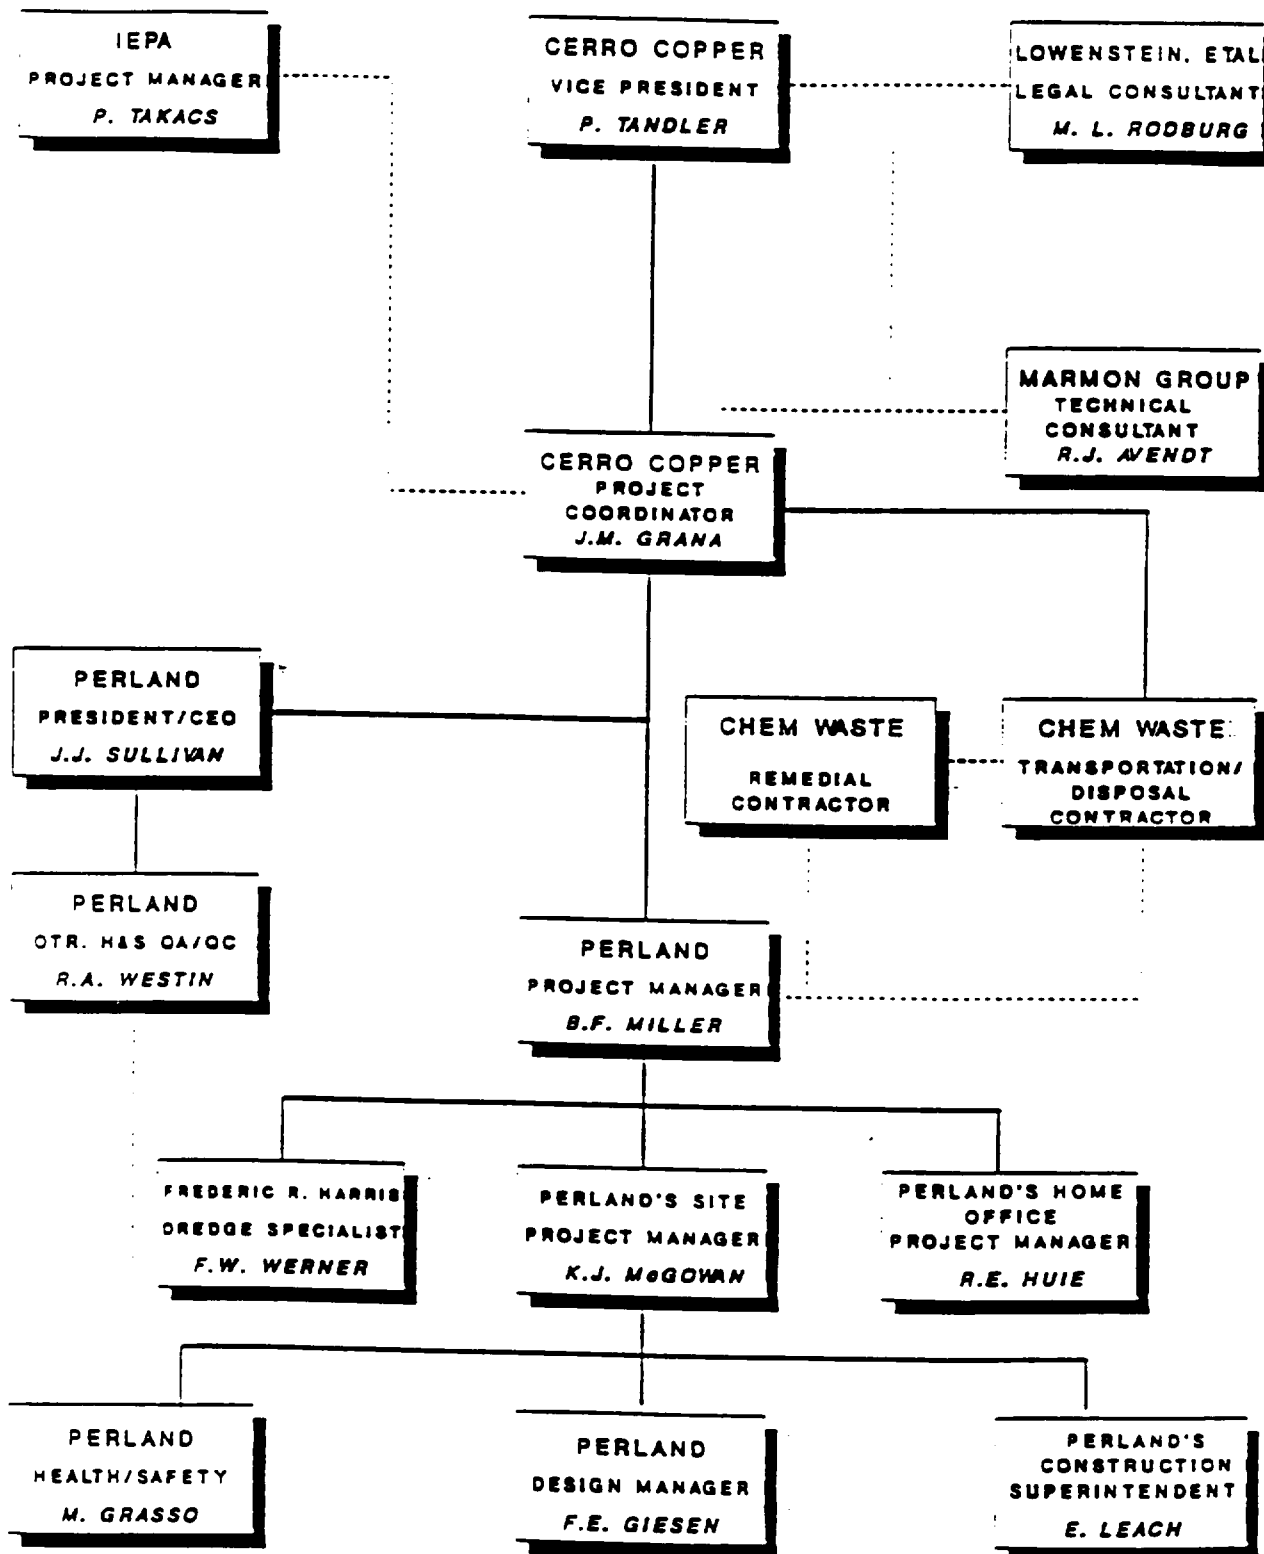 IEPA
PROJECT MANAGER
P. TAKACS
CERRO COPPER
VICE PRESIDENT
P. TANDLER
LOWENSTEIN, ETAL
LEGAL CONSULTANT
M. L. RODBURG
MARMON GROUP
TECHNICAL
CONSULTANT
R.J. AVENDT
CERRO COPPER
PROJECT
COORDINATOR
J.M. GRANA
PERLAND
PRESIDENT/CEO
J.J. SULLIVAN
CHEM WASTE
REMEDIAL
CONTRACTOR
CHEM WASTE
TRANSPORTATION/
DISPOSAL
CONTRACTOR
PERLAND
OTR. H&S QA/QC
R.A. WESTIN
PERLAND
PROJECT MANAGER
B.F. MILLER
FREDERIC R. HARRIS
DREDGE SPECIALIST
F.W. WERNER
PERLAND'S SITE
PROJECT MANAGER
K.J. McGOWAN
PERLAND'S HOME
OFFICE
PROJECT MANAGER
R.E. HUIE
PERLAND
HEALTH/SAFETY
M. GRASSO
PERLAND
DESIGN MANAGER
F.E. GIESEN
PERLAND'S
CONSTRUCTION
SUPERINTENDENT
E. LEACH